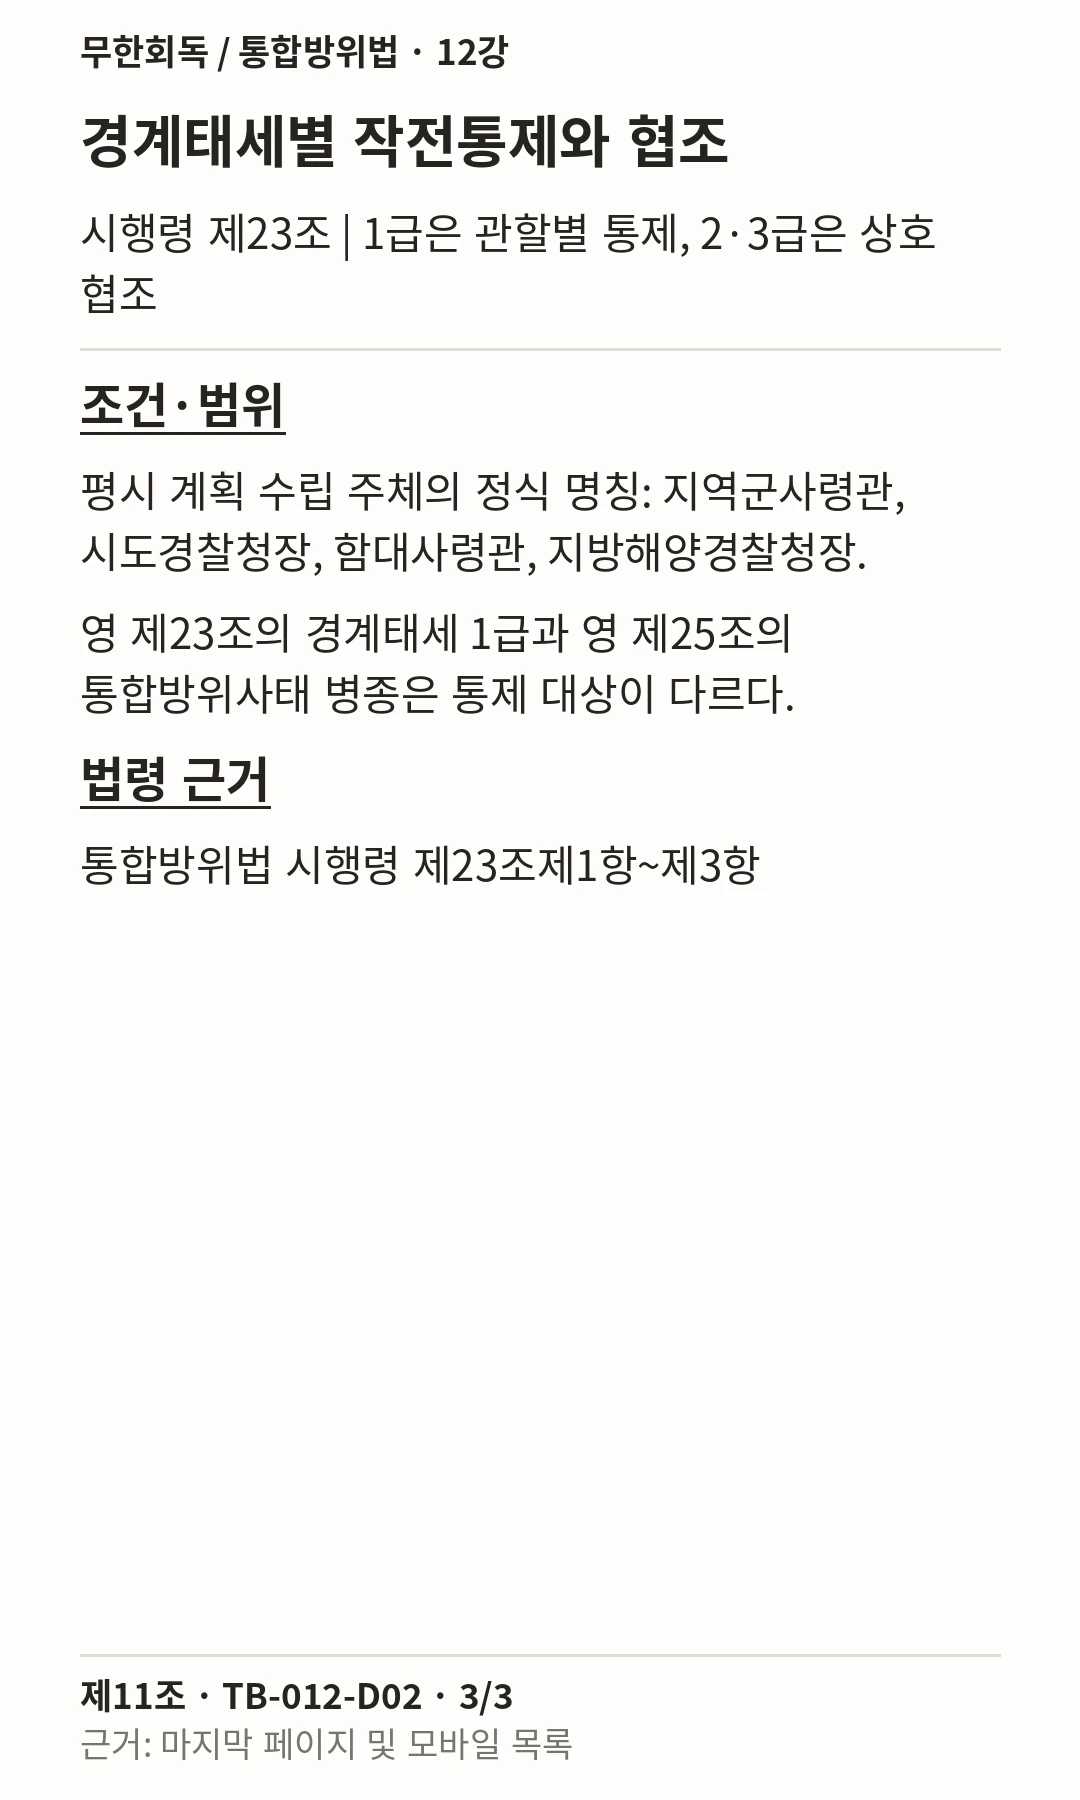 무한회독 / 통합방위법 · 12강
경계태세별 작전통제와 협조
시행령 제23조 | 1급은 관할별 통제, 2·3급은 상호
협조
조건·범위
평시 계획 수립 주체의 정식 명칭: 지역군사령관,
시도경찰청장, 함대사령관, 지방해양경찰청장.
영 제23조의 경계태세 1급과 영 제25조의
통합방위사태 병종은 통제 대상이 다르다.
법령 근거
통합방위법 시행령 제23조제1항~제3항
제11조 · TB-012-D02 · 3/3
근거: 마지막 페이지 및 모바일 목록